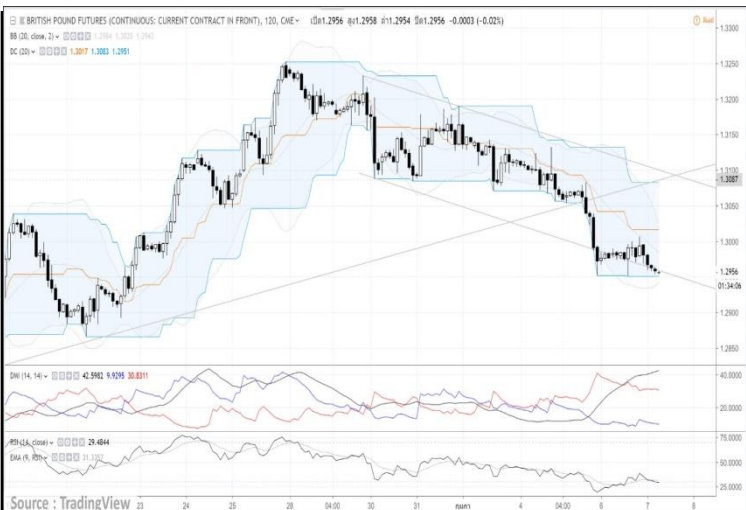 BRITISH POUND FUTURES (CONTINUOUS: CURRENT CONTRACT IN FRONT), 120, CME เปิด1.2956 สูง1.2958 ต่ำ1.2954 ปิด1.2956 -0.0003 (-0.02%)
BB (20, close, 2)
DC (20) 1.3017 1.3083 1.2951
1.3300
1.3250
1.3200
1.3150
1.3100
1.3087
1.3050
1.3000
1.2956
01:34:06
1.2900
1.2850
DMI (14, 14) 42.5982 9.9295 30.8311
40.0000
20.0000
RSI (14, close) 29.4844
EMA (9, RSI)
75.0000
50.0000
25.0000
Source : TradingView
23 24 25 28 04:00 30 31 4 04:00 6 7 8